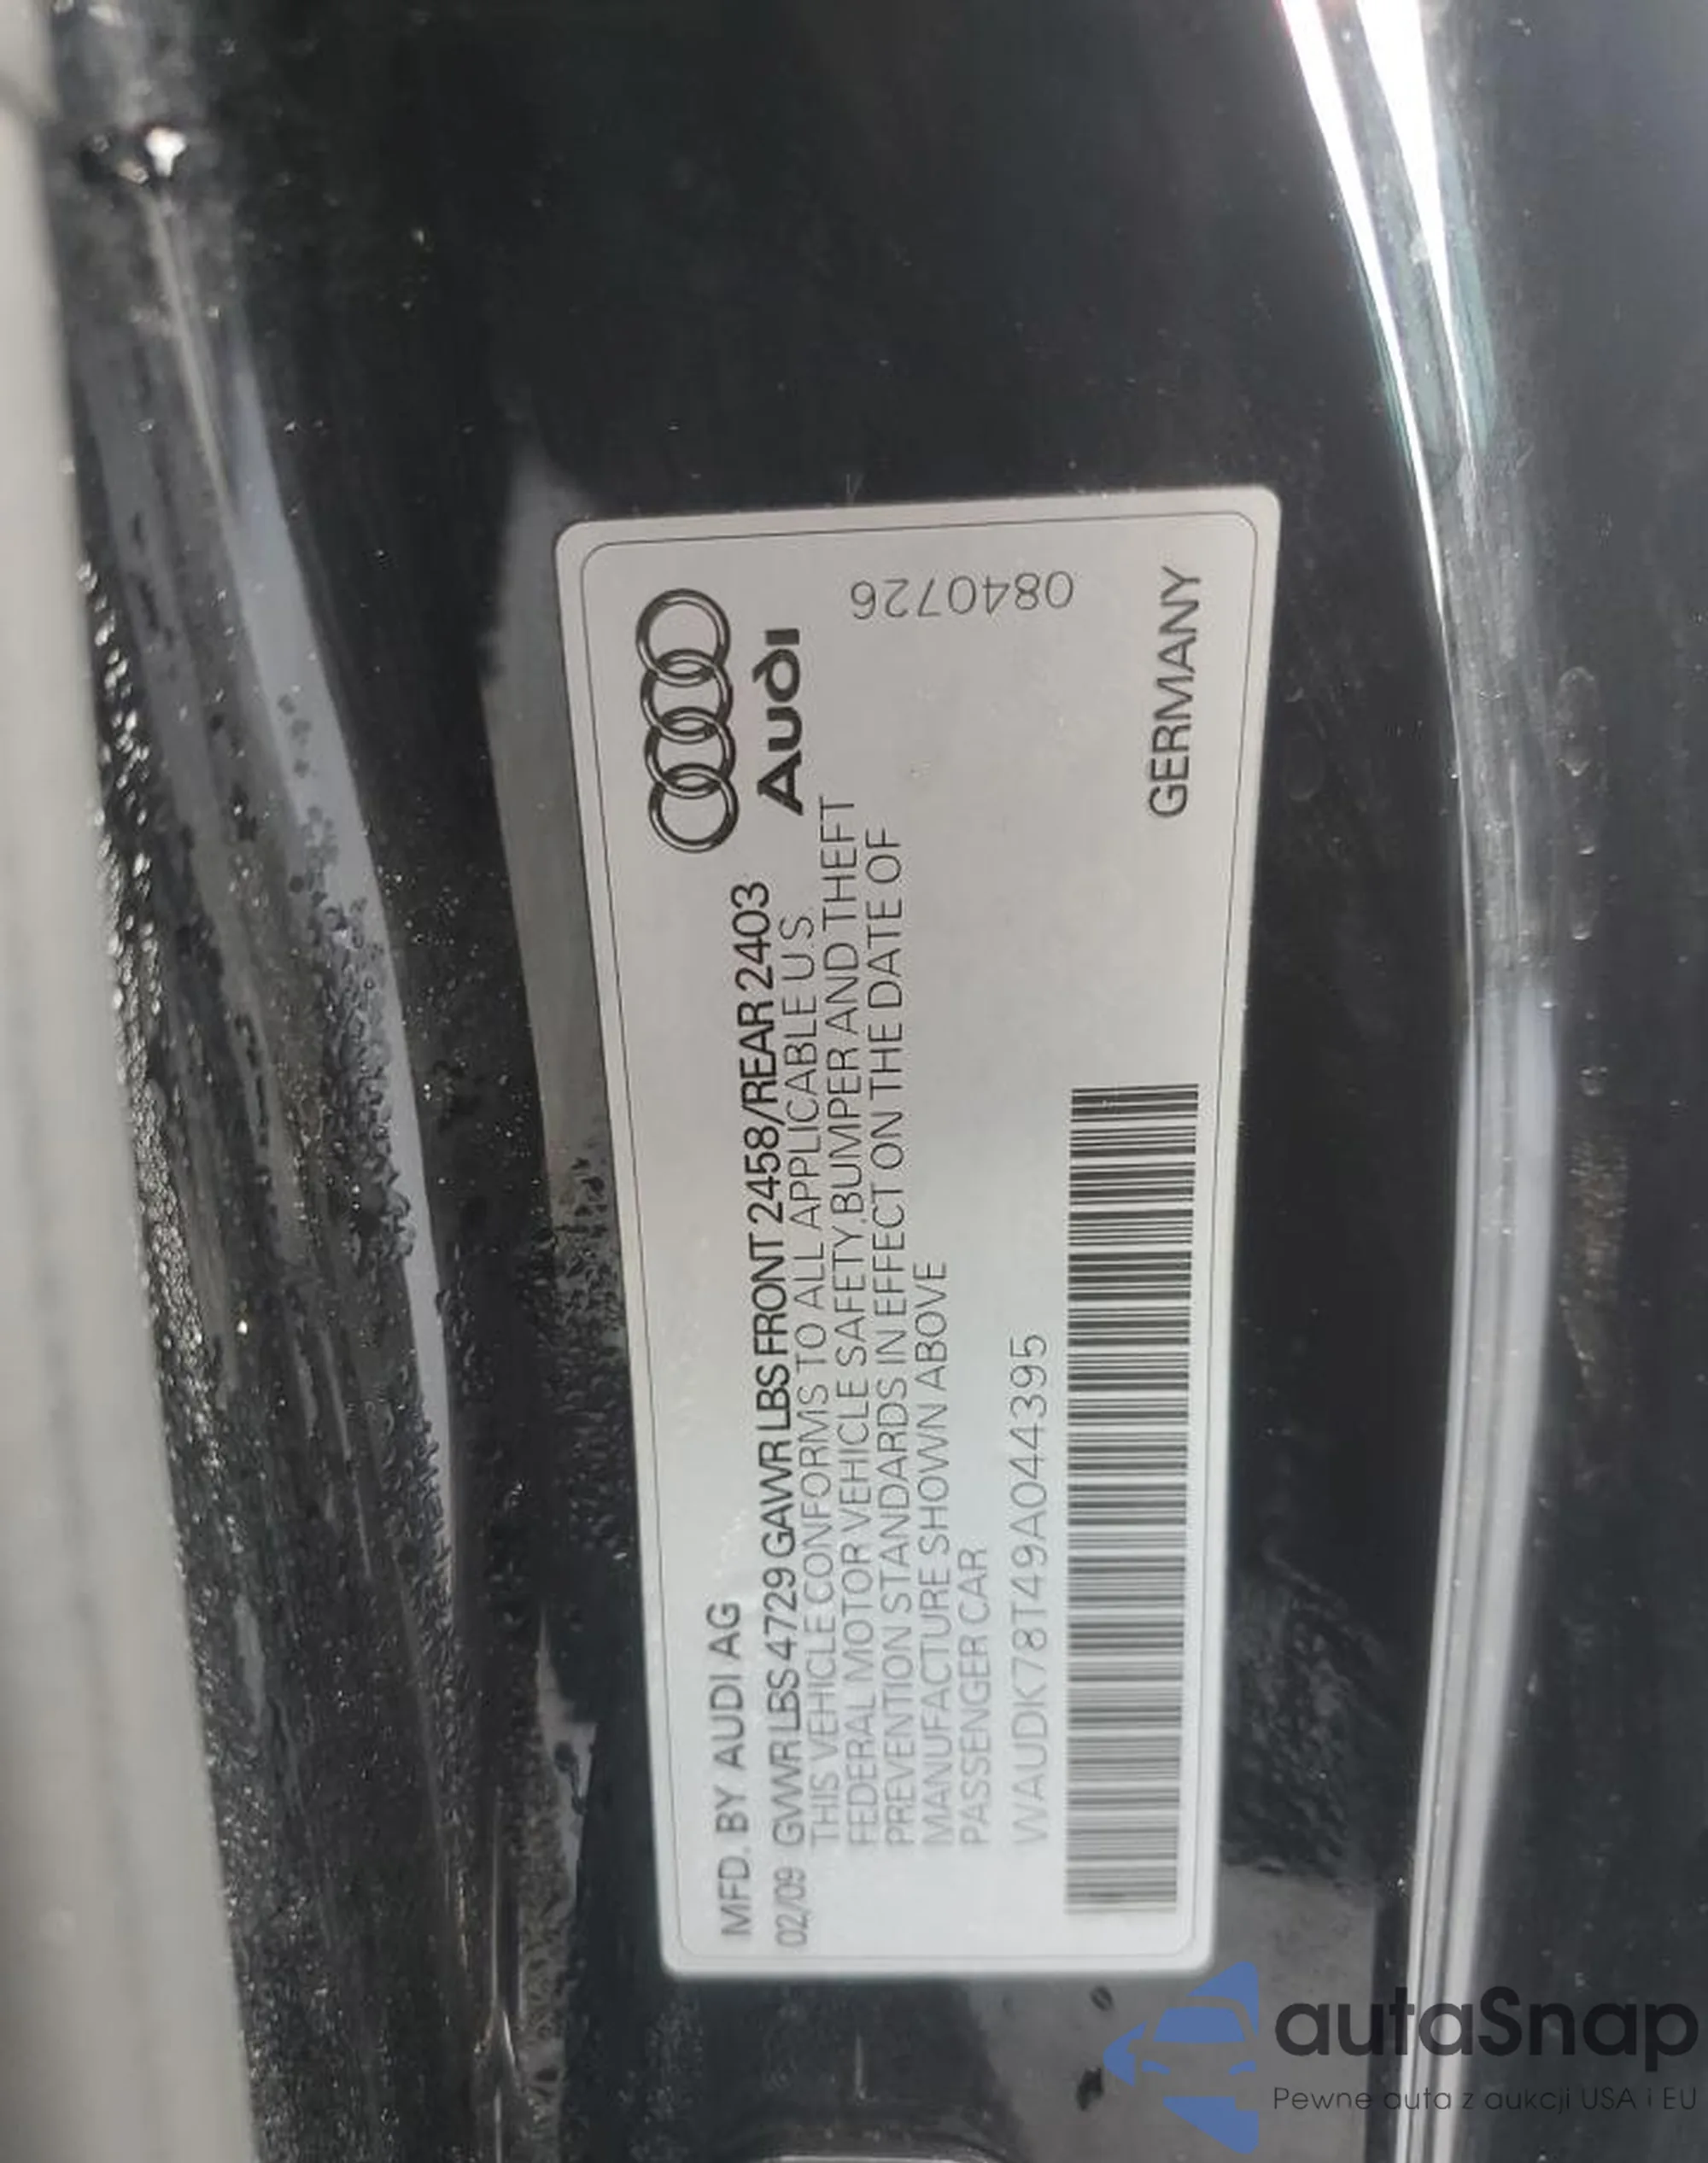 MFD. BY AUDI AG
02/09 GWVR LBS 4729 GAWR LBS FRONT 2458/REAR 2403
THIS VEHICLE CONFORMS TO ALL APPLICABLE U.S.
FEDERAL MOTOR VEHICLE SAFETY,BUMPER AND THEFT
PREVENTION STANDARDS IN EFFECT ON THE DATE OF
MANUFACTURE SHOWN ABOVE
PASSENGER CAR
WAUDK78T49A044395
Audi
0840726
GERMANY
autaSnap
Pewne auta z aukcji USA i EU